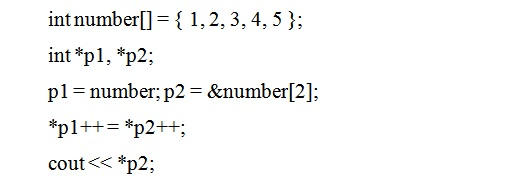 int number[] = { 1, 2, 3, 4, 5 };
int *p1, *p2;
p1 = number; p2 = &number[2];
*p1++ = *p2++;
cout << *p2;